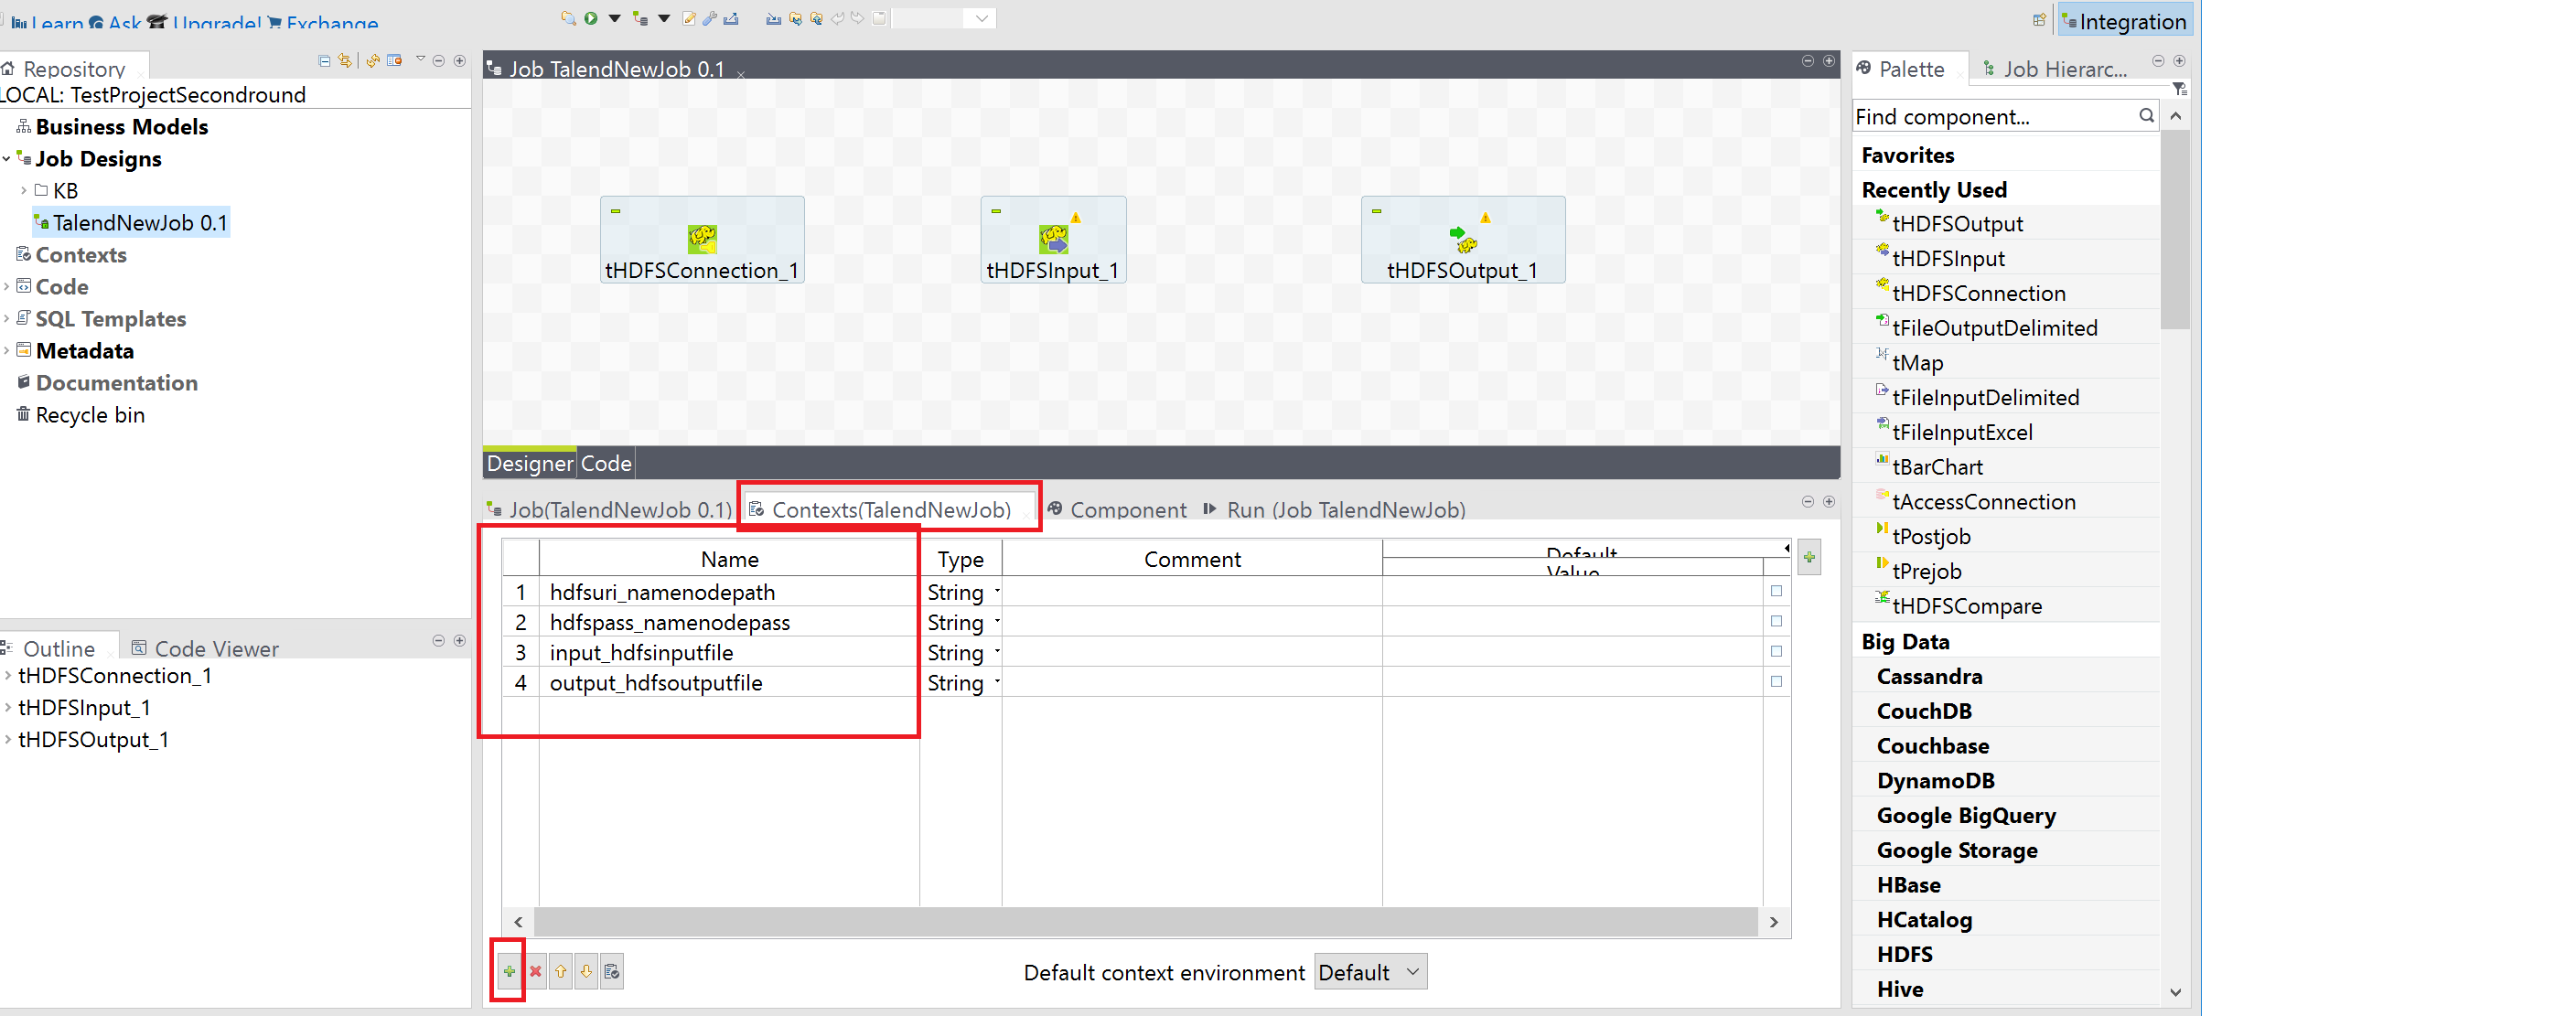 Learn Ask Upgrade! Exchange
Integration
Repository
LOCAL: TestProjectSecondround
Business Models
Job Designs
KB
TalendNewJob 0.1
Contexts
Code
SQL Templates
Metadata
Documentation
Recycle bin
Outline
Code Viewer
tHDFSConnection_1
tHDFSInput_1
tHDFSOutput_1
Job TalendNewJob 0.1
tHDFSConnection_1
tHDFSInput_1
tHDFSOutput_1
Designer Code
Job(TalendNewJob 0.1) Contexts(TalendNewJob) Component Run (Job TalendNewJob)
Name Type Comment Default
Value
1 hdfsuri_namenodepath String
2 hdfspass_namenodepass String
3 input_hdfsinputfile String
4 output_hdfsoutputfile String
Default context environment Default
Palette Job Hierarc...
Find component...
Favorites
Recently Used
tHDFSOutput
tHDFSInput
tHDFSConnection
tFileOutputDelimited
tMap
tFileInputDelimited
tFileInputExcel
tBarChart
tAccessConnection
tPostjob
tPrejob
tHDFSCompare
Big Data
Cassandra
CouchDB
Couchbase
DynamoDB
Google BigQuery
Google Storage
HBase
HCatalog
HDFS
Hive